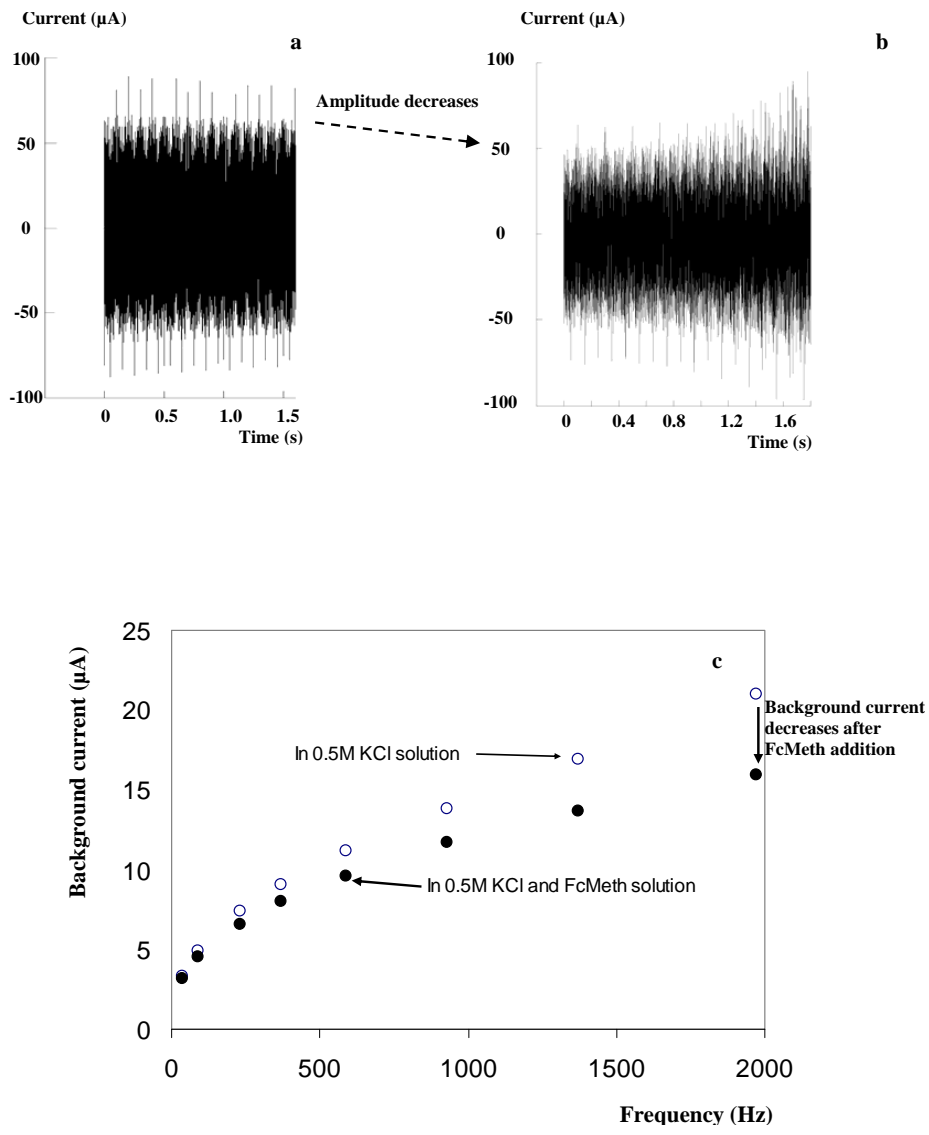 Current (µA)
a
100
50
0
-50
-100
0 0.5 1.0 1.5
Time (s)
Amplitude decreases
Current (µA)
b
100
50
0
-50
-100
0 0.4 0.8 1.2 1.6
Time (s)
Background current (µA)
25
20
15
10
5
0
c
In 0.5M KCl solution
Background current
decreases after
FcMeth addition
In 0.5M KCl and FcMeth solution
0 500 1000 1500 2000
Frequency (Hz)